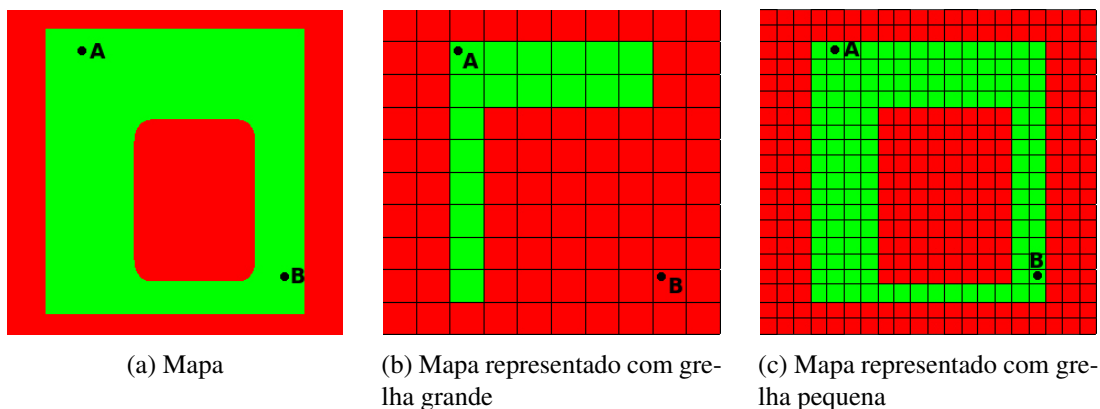 A
B
A
B
A
B
(a) Mapa
(b) Mapa representado com gre-
lha grande
(c) Mapa representado com gre-
lha pequena